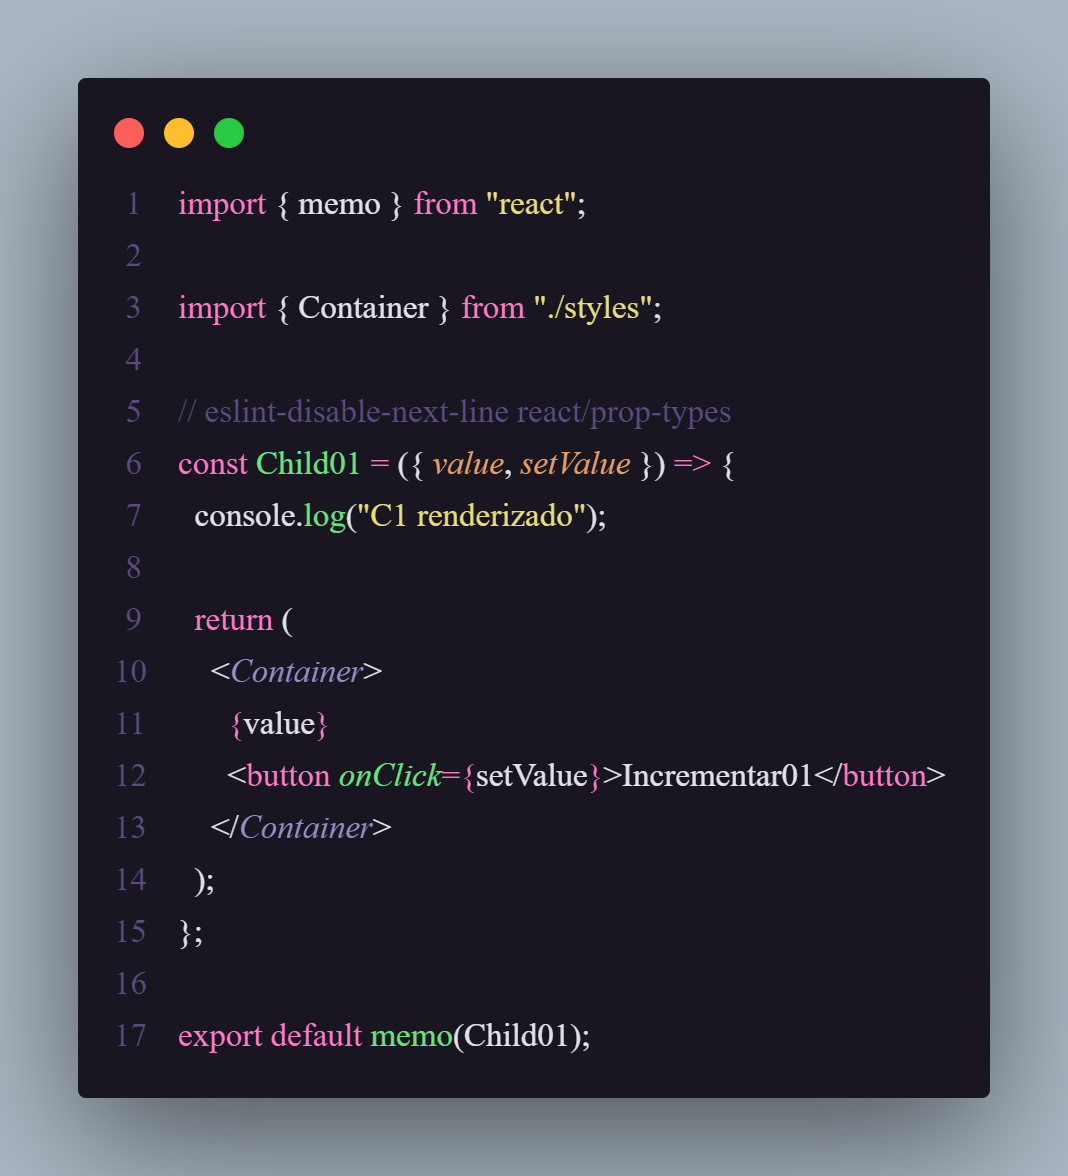 1 import { memo } from "react";
2
3 import { Container } from "./styles";
4
5 // eslint-disable-next-line react/prop-types
6 const Child01 = ({ value, setValue }) => {
7 console.log("C1 renderizado");
8
9 return (
10 <Container>
11 {value}
12 <button onClick={setValue}>Incrementar01</button>
13 </Container>
14 );
15 };
16
17 export default memo(Child01);